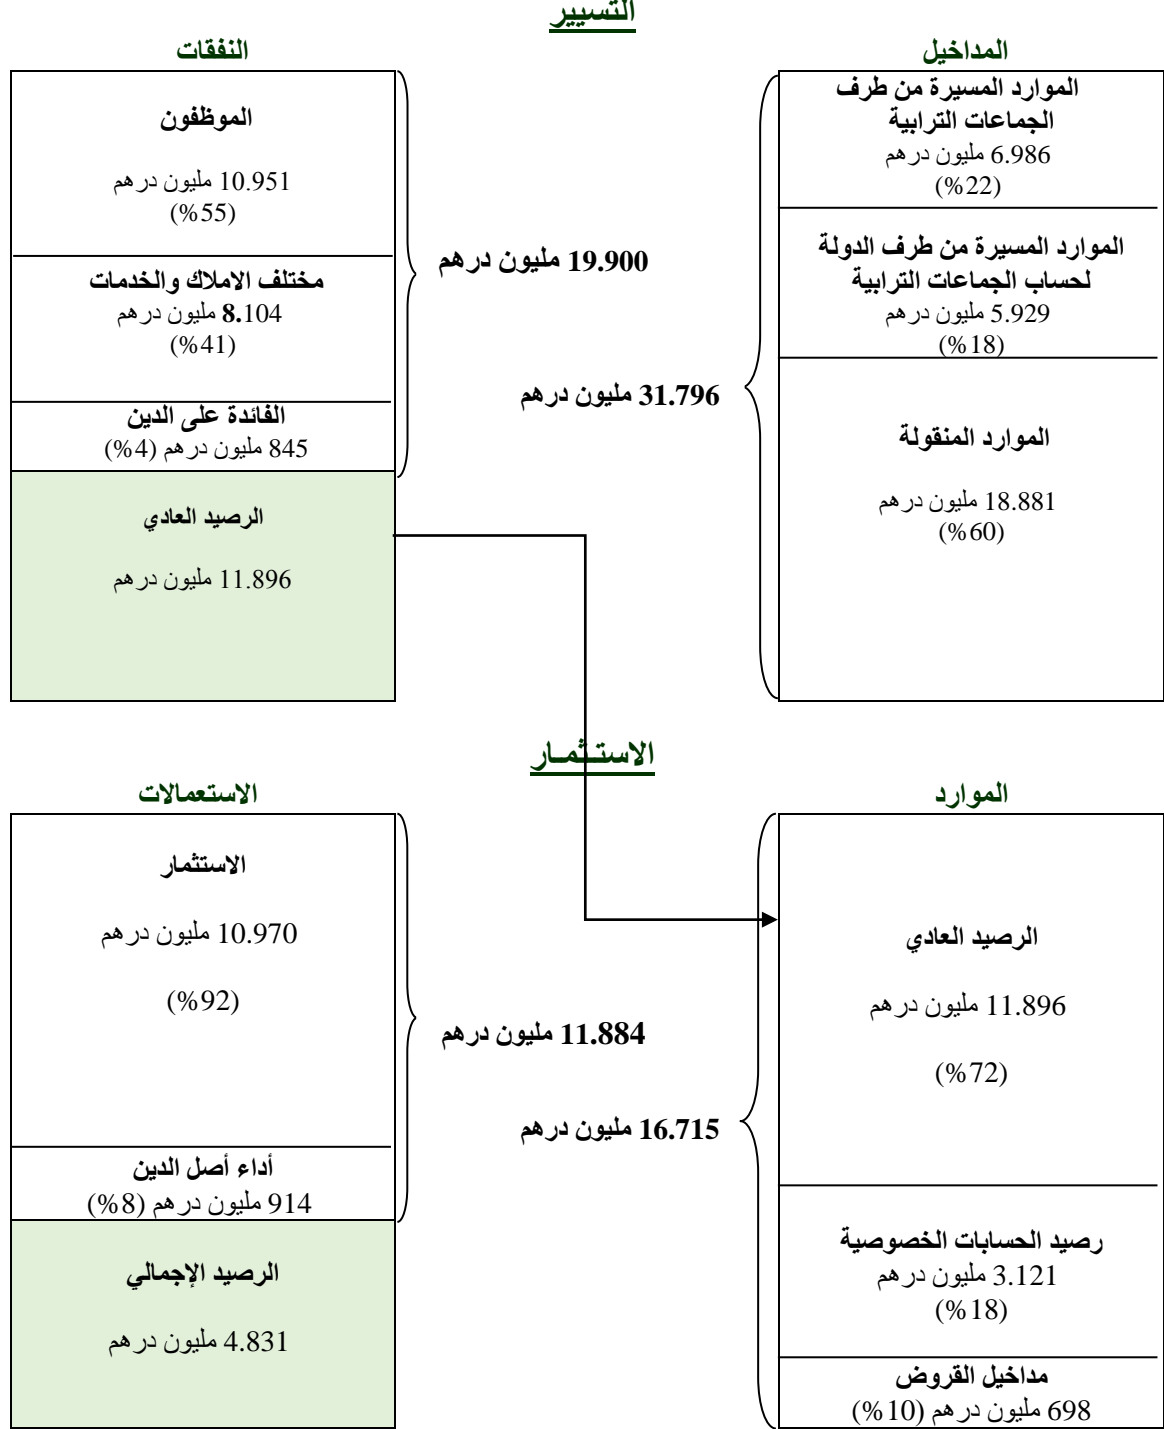 التسيير
المداخيل
الموارد المسيرة من طرف
الجماعات الترابية
6.986 مليون درهم
(%22)
الموارد المسيرة من طرف الدولة
لحساب الجماعات الترابية
5.929 مليون درهم
(%18)
الموارد المنقولة
18.881 مليون درهم
(%60)
31.796 مليون درهم
النفقات
الموظفون
10.951 مليون درهم
(%55)
مختلف الاملاك والخدمات
8.104 مليون درهم
(%41)
الفائدة على الدين
845 مليون درهم (%4)
19.900 مليون درهم
الرصيد العادي
11.896 مليون درهم
الاستـثمـار
الموارد
الرصيد العادي
11.896 مليون درهم
(%72)
رصيد الحسابات الخصوصية
3.121 مليون درهم
(%18)
مداخيل القروض
698 مليون درهم (%10)
16.715 مليون درهم
الاستعمالات
الاستثمار
10.970 مليون درهم
(%92)
أداء أصل الدين
914 مليون درهم (%8)
11.884 مليون درهم
الرصيد الإجمالي
4.831 مليون درهم